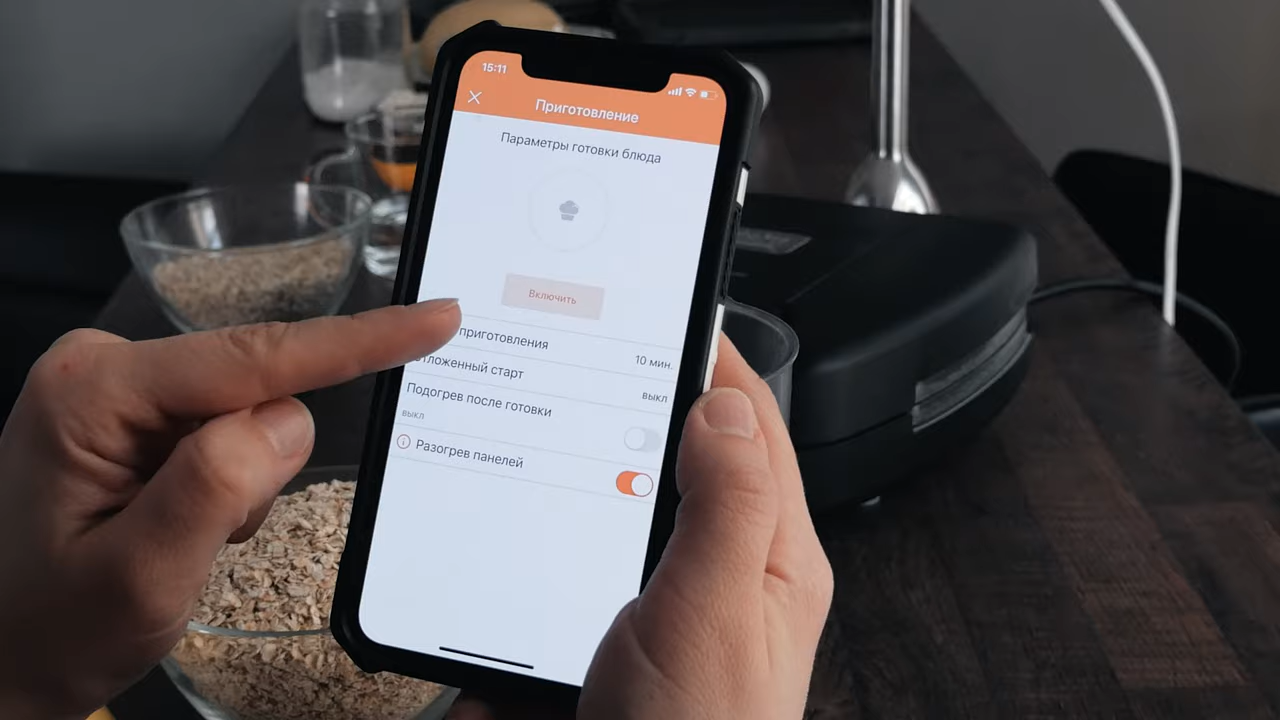 15:11
Приготовление
Параметры готовки блюда
Включить
приготовления 10 мин.
тложенный старт выкл
Подогрев после готовки
выкл
Разогрев панелей